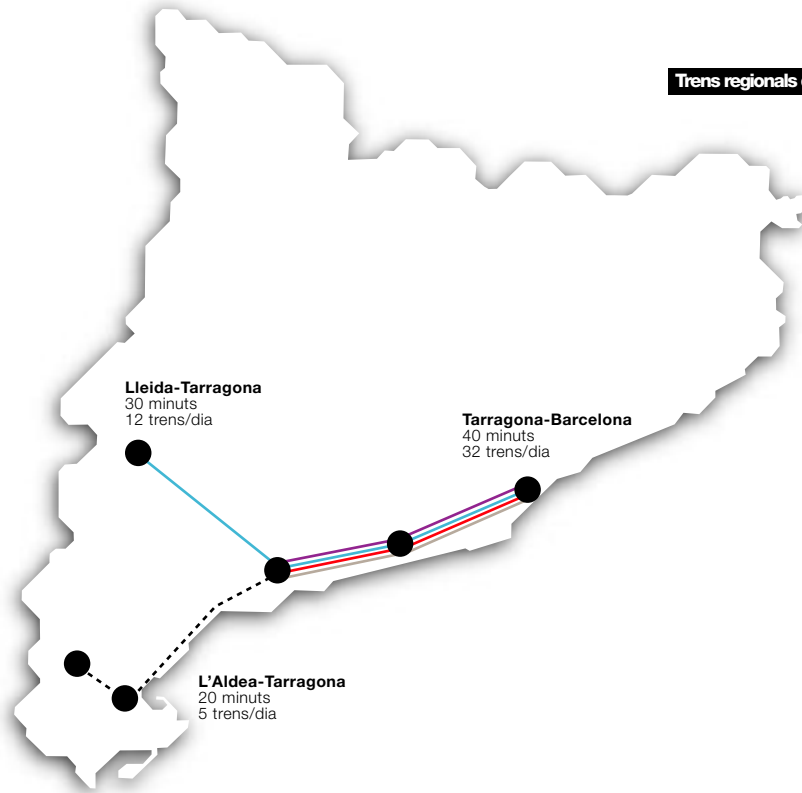 Trens regionals
Lleida-Tarragona
30 minuts
12 trens/dia
Tarragona-Barcelona
40 minuts
32 trens/dia
L'Aldea-Tarragona
20 minuts
5 trens/dia